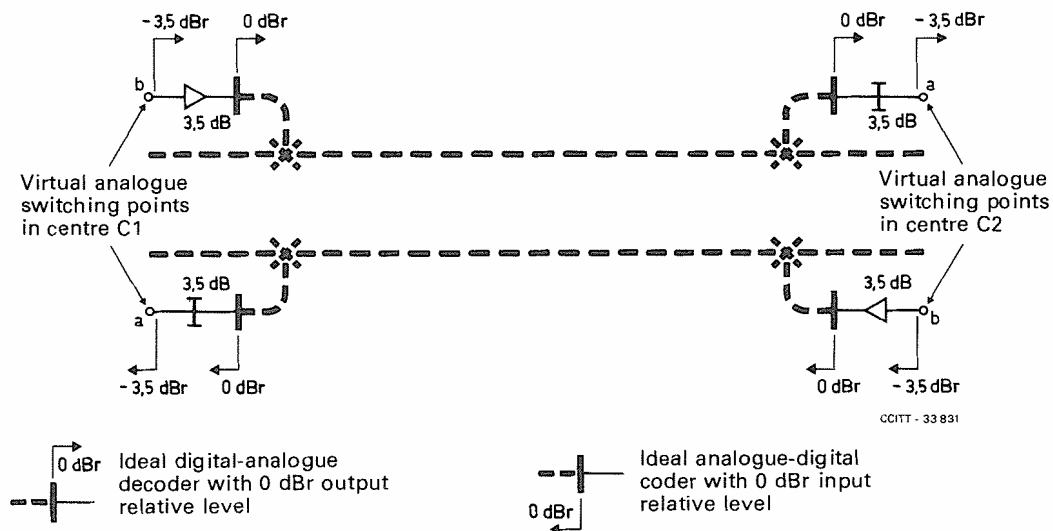 - 3,5 dBr
0 dBr
0 dBr
- 3,5 dBr
b
3,5 dB
a
3,5 dB
Virtual analogue
switching points
in centre C1
Virtual analogue
switching points
in centre C2
3,5 dB
a
3,5 dB
b
- 3,5 dBr
0 dBr
0 dBr
-3,5 dBr
CCITT - 33 831
0 dBr
Ideal digital-analogue
decoder with 0 dBr output
relative level
0 dBr
Ideal analogue-digital
coder with 0 dBr input
relative level